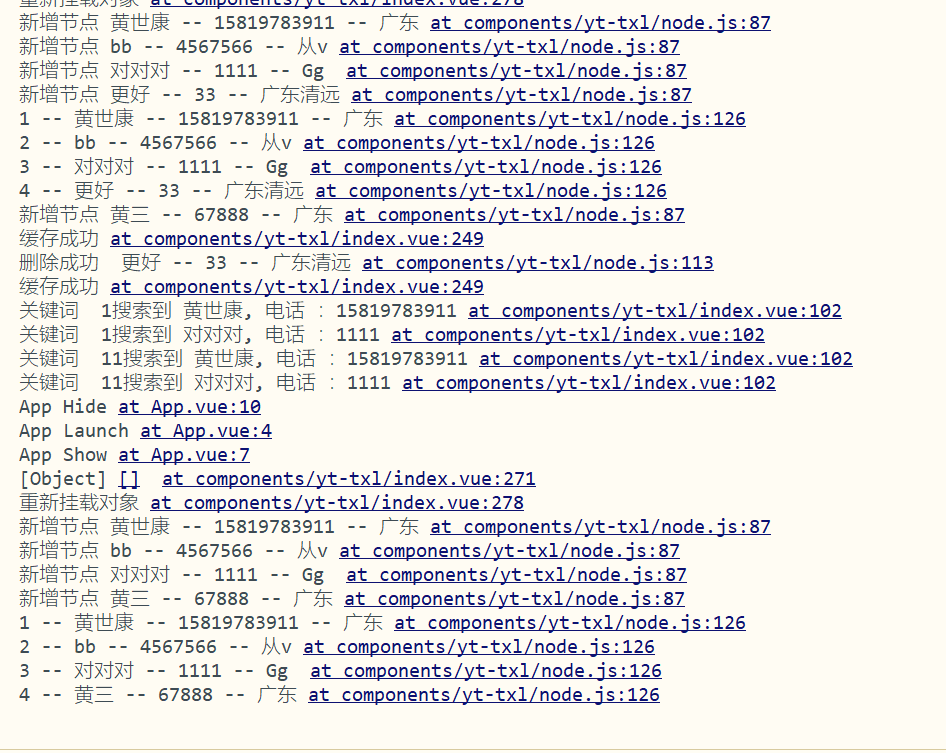 重新挂载对象 at components/yt-txl/index.vue:278
新增节点 黄世康 -- 15819783911 -- 广东 at components/yt-txl/node.js:87
新增节点 bb -- 4567566 -- 从v at components/yt-txl/node.js:87
新增节点 对对对 -- 1111 -- Gg  at components/yt-txl/node.js:87
新增节点 更好 -- 33 -- 广东清远 at components/yt-txl/node.js:87
1 -- 黄世康 -- 15819783911 -- 广东 at components/yt-txl/node.js:126
2 -- bb -- 4567566 -- 从v at components/yt-txl/node.js:126
3 -- 对对对 -- 1111 -- Gg  at components/yt-txl/node.js:126
4 -- 更好 -- 33 -- 广东清远 at components/yt-txl/node.js:126
新增节点 黄三 -- 67888 -- 广东 at components/yt-txl/node.js:87
缓存成功 at components/yt-txl/index.vue:249
删除成功  更好 -- 33 -- 广东清远 at components/yt-txl/node.js:113
缓存成功 at components/yt-txl/index.vue:249
关键词  1搜索到 黄世康, 电话 : 15819783911 at components/yt-txl/index.vue:102
关键词  1搜索到 对对对, 电话 : 1111 at components/yt-txl/index.vue:102
关键词  11搜索到 黄世康, 电话 : 15819783911 at components/yt-txl/index.vue:102
关键词  11搜索到 对对对, 电话 : 1111 at components/yt-txl/index.vue:102
App Hide at App.vue:10
App Launch at App.vue:4
App Show at App.vue:7
[Object] []  at components/yt-txl/index.vue:271
重新挂载对象 at components/yt-txl/index.vue:278
新增节点 黄世康 -- 15819783911 -- 广东 at components/yt-txl/node.js:87
新增节点 bb -- 4567566 -- 从v at components/yt-txl/node.js:87
新增节点 对对对 -- 1111 -- Gg  at components/yt-txl/node.js:87
新增节点 黄三 -- 67888 -- 广东 at components/yt-txl/node.js:87
1 -- 黄世康 -- 15819783911 -- 广东 at components/yt-txl/node.js:126
2 -- bb -- 4567566 -- 从v at components/yt-txl/node.js:126
3 -- 对对对 -- 1111 -- Gg  at components/yt-txl/node.js:126
4 -- 黄三 -- 67888 -- 广东 at components/yt-txl/node.js:126